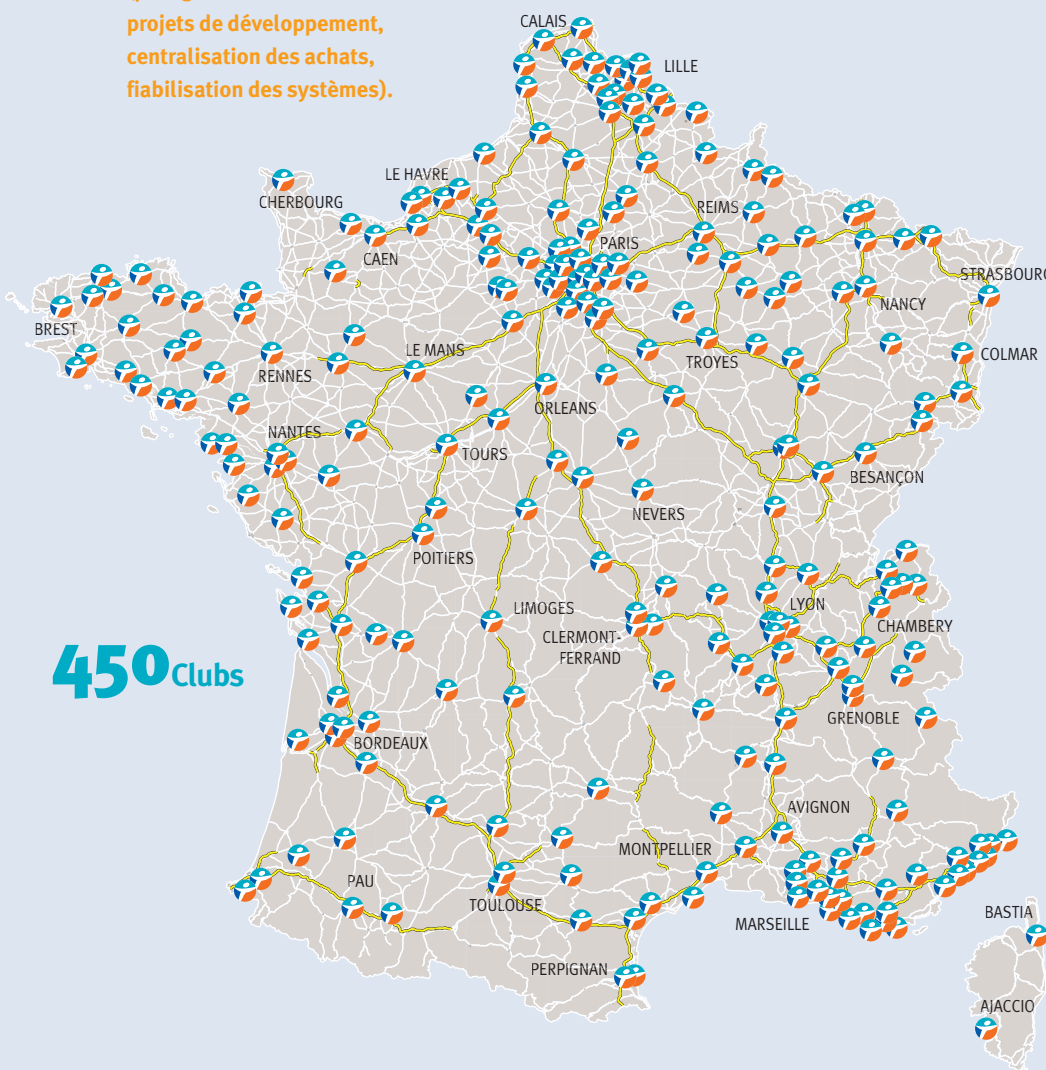 projets de développement,
centralisation des achats,
fiabilisation des systèmes).
CALAIS
LILLE
LE HAVRE
CHERBOURG
REIMS
CAEN
PARIS
STRASBOURG
NANCY
BREST
LE MANS
TROYES
COLMAR
RENNES
ORLEANS
NANTES
TOURS
BESANÇON
NEVERS
POITIERS
LIMOGES
LYON
CLERMONT-
FERRAND
CHAMBERY
450 Clubs
GRENOBLE
BORDEAUX
AVIGNON
MONTPELLIER
PAU
TOULOUSE
MARSEILLE
BASTIA
PERPIGNAN
AJACCIO